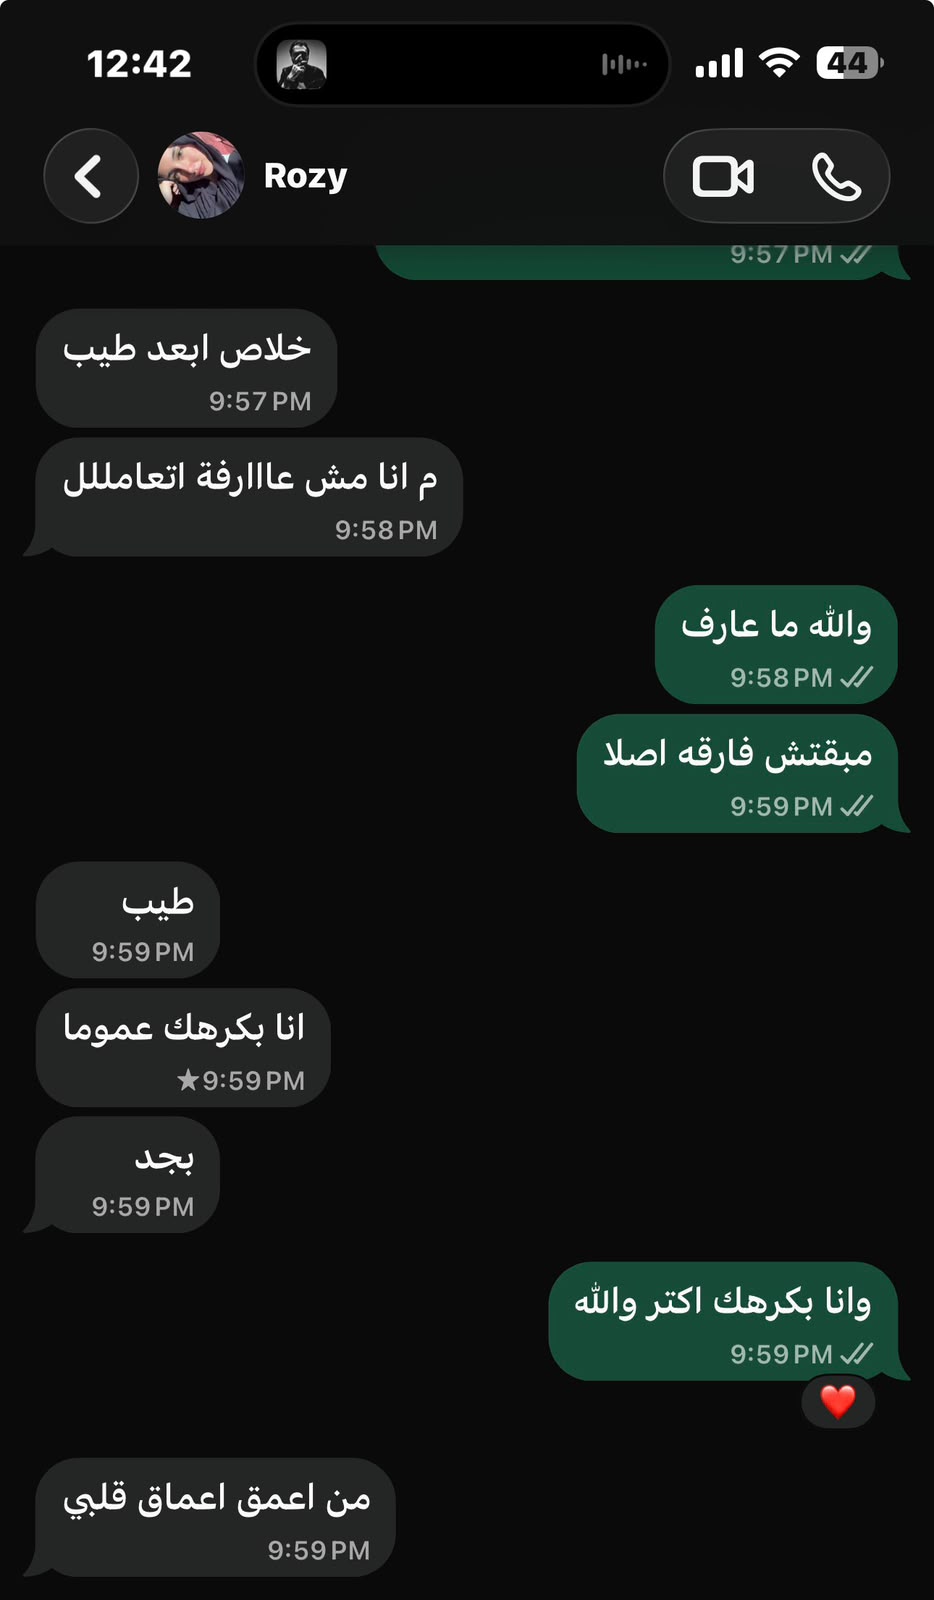 12:42
44
Rozy
9:57 PM
خلاص ابعد طيب
9:57 PM
م انا مش عااارفة اتعامللل
9:58 PM
والله ما عارف
9:58 PM
مبقتش فارقه اصلا
9:59 PM
طيب
9:59 PM
انا بكرهك عموما
★9:59 PM
بجد
9:59 PM
وانا بكرهك اكتر والله
9:59 PM
❤️
من اعمق اعماق قلبي
9:59 PM